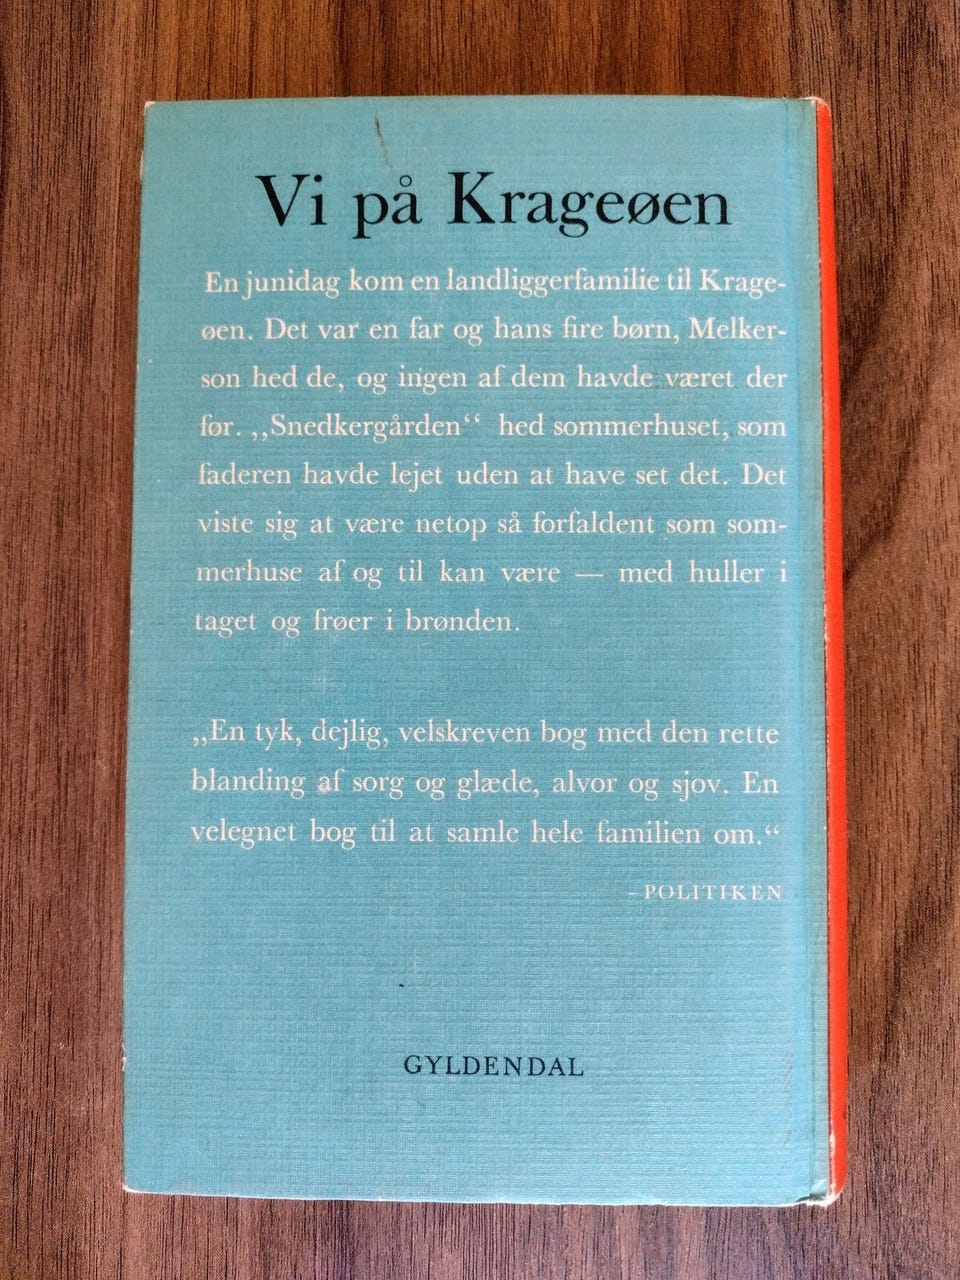 Vi på Krageøen
En junidag kom en landliggerfamilie til Krage-
øen. Det var en far og hans fire børn, Melker-
son hed de, og ingen af dem havde været der
før. ,,Snedkergården“ hed sommerhuset, som
faderen havde lejet uden at have set det. Det
viste sig at være netop så forfaldent som som-
merhuse af og til kan være — med huller i
taget og frøer i brønden.
„En tyk, dejlig, velskreven bog med den rette
blanding af sorg og glæde, alvor og sjov. En
velegnet bog til at samle hele familien om.“
– POLITIKEN
GYLDENDAL